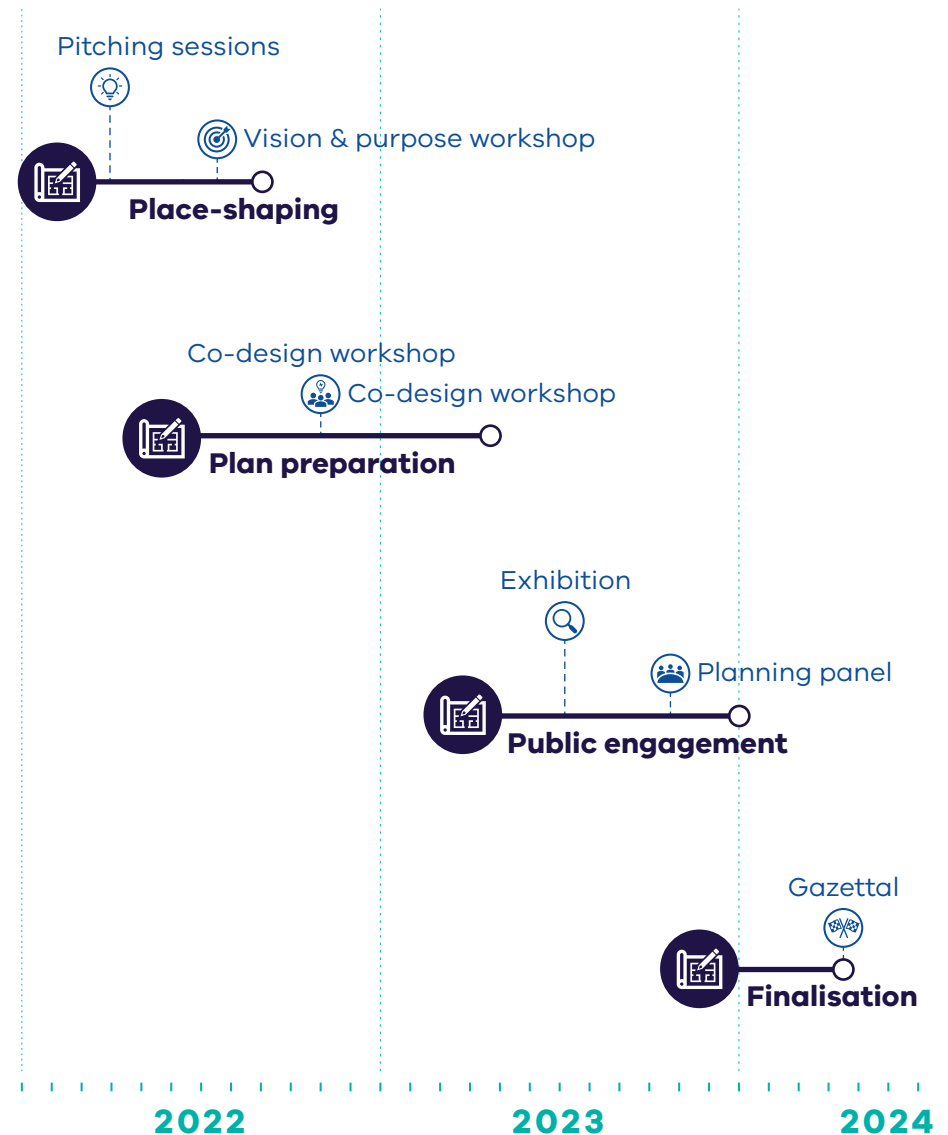 Pitching sessions
Vision & purpose workshop
Place-shaping
Co-design workshop
Co-design workshop
Plan preparation
Exhibition
Planning panel
Public engagement
Gazettal
Finalisation
2022 2023 2024